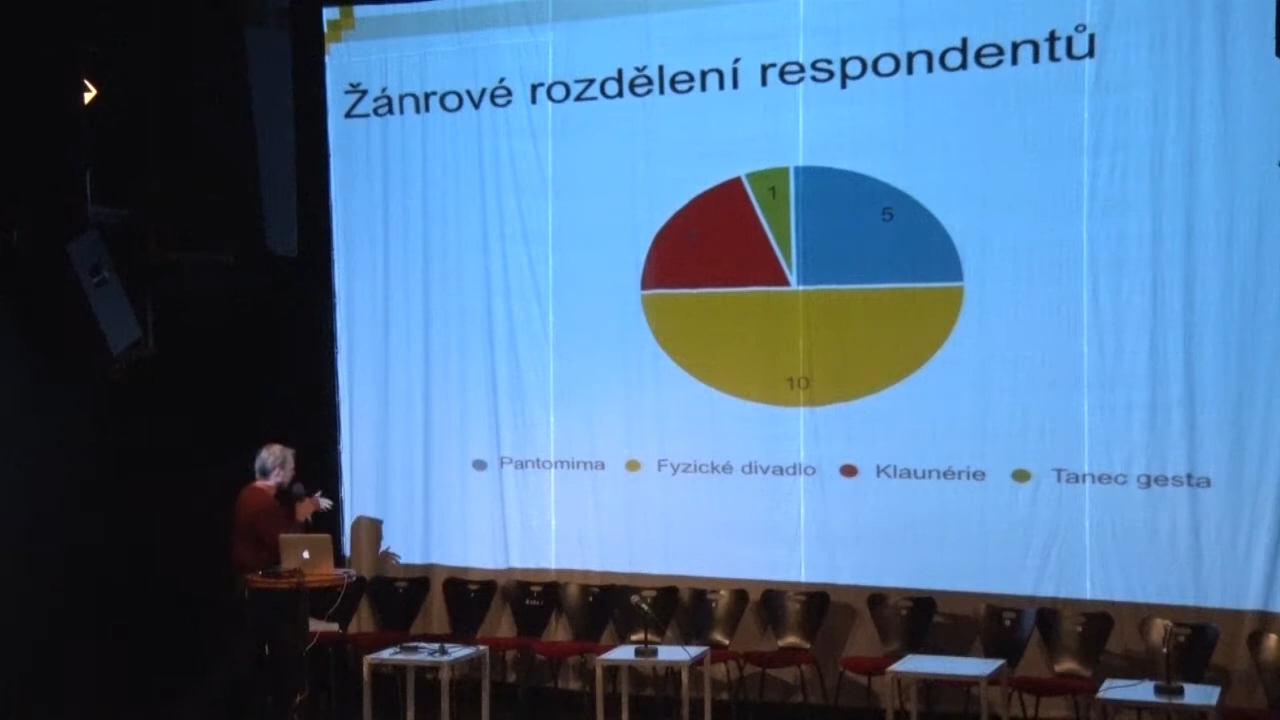 Žánrové rozdělení respondentů
1
5
10
Pantomima Fyzické divadlo Klaunérie Tanec gesta